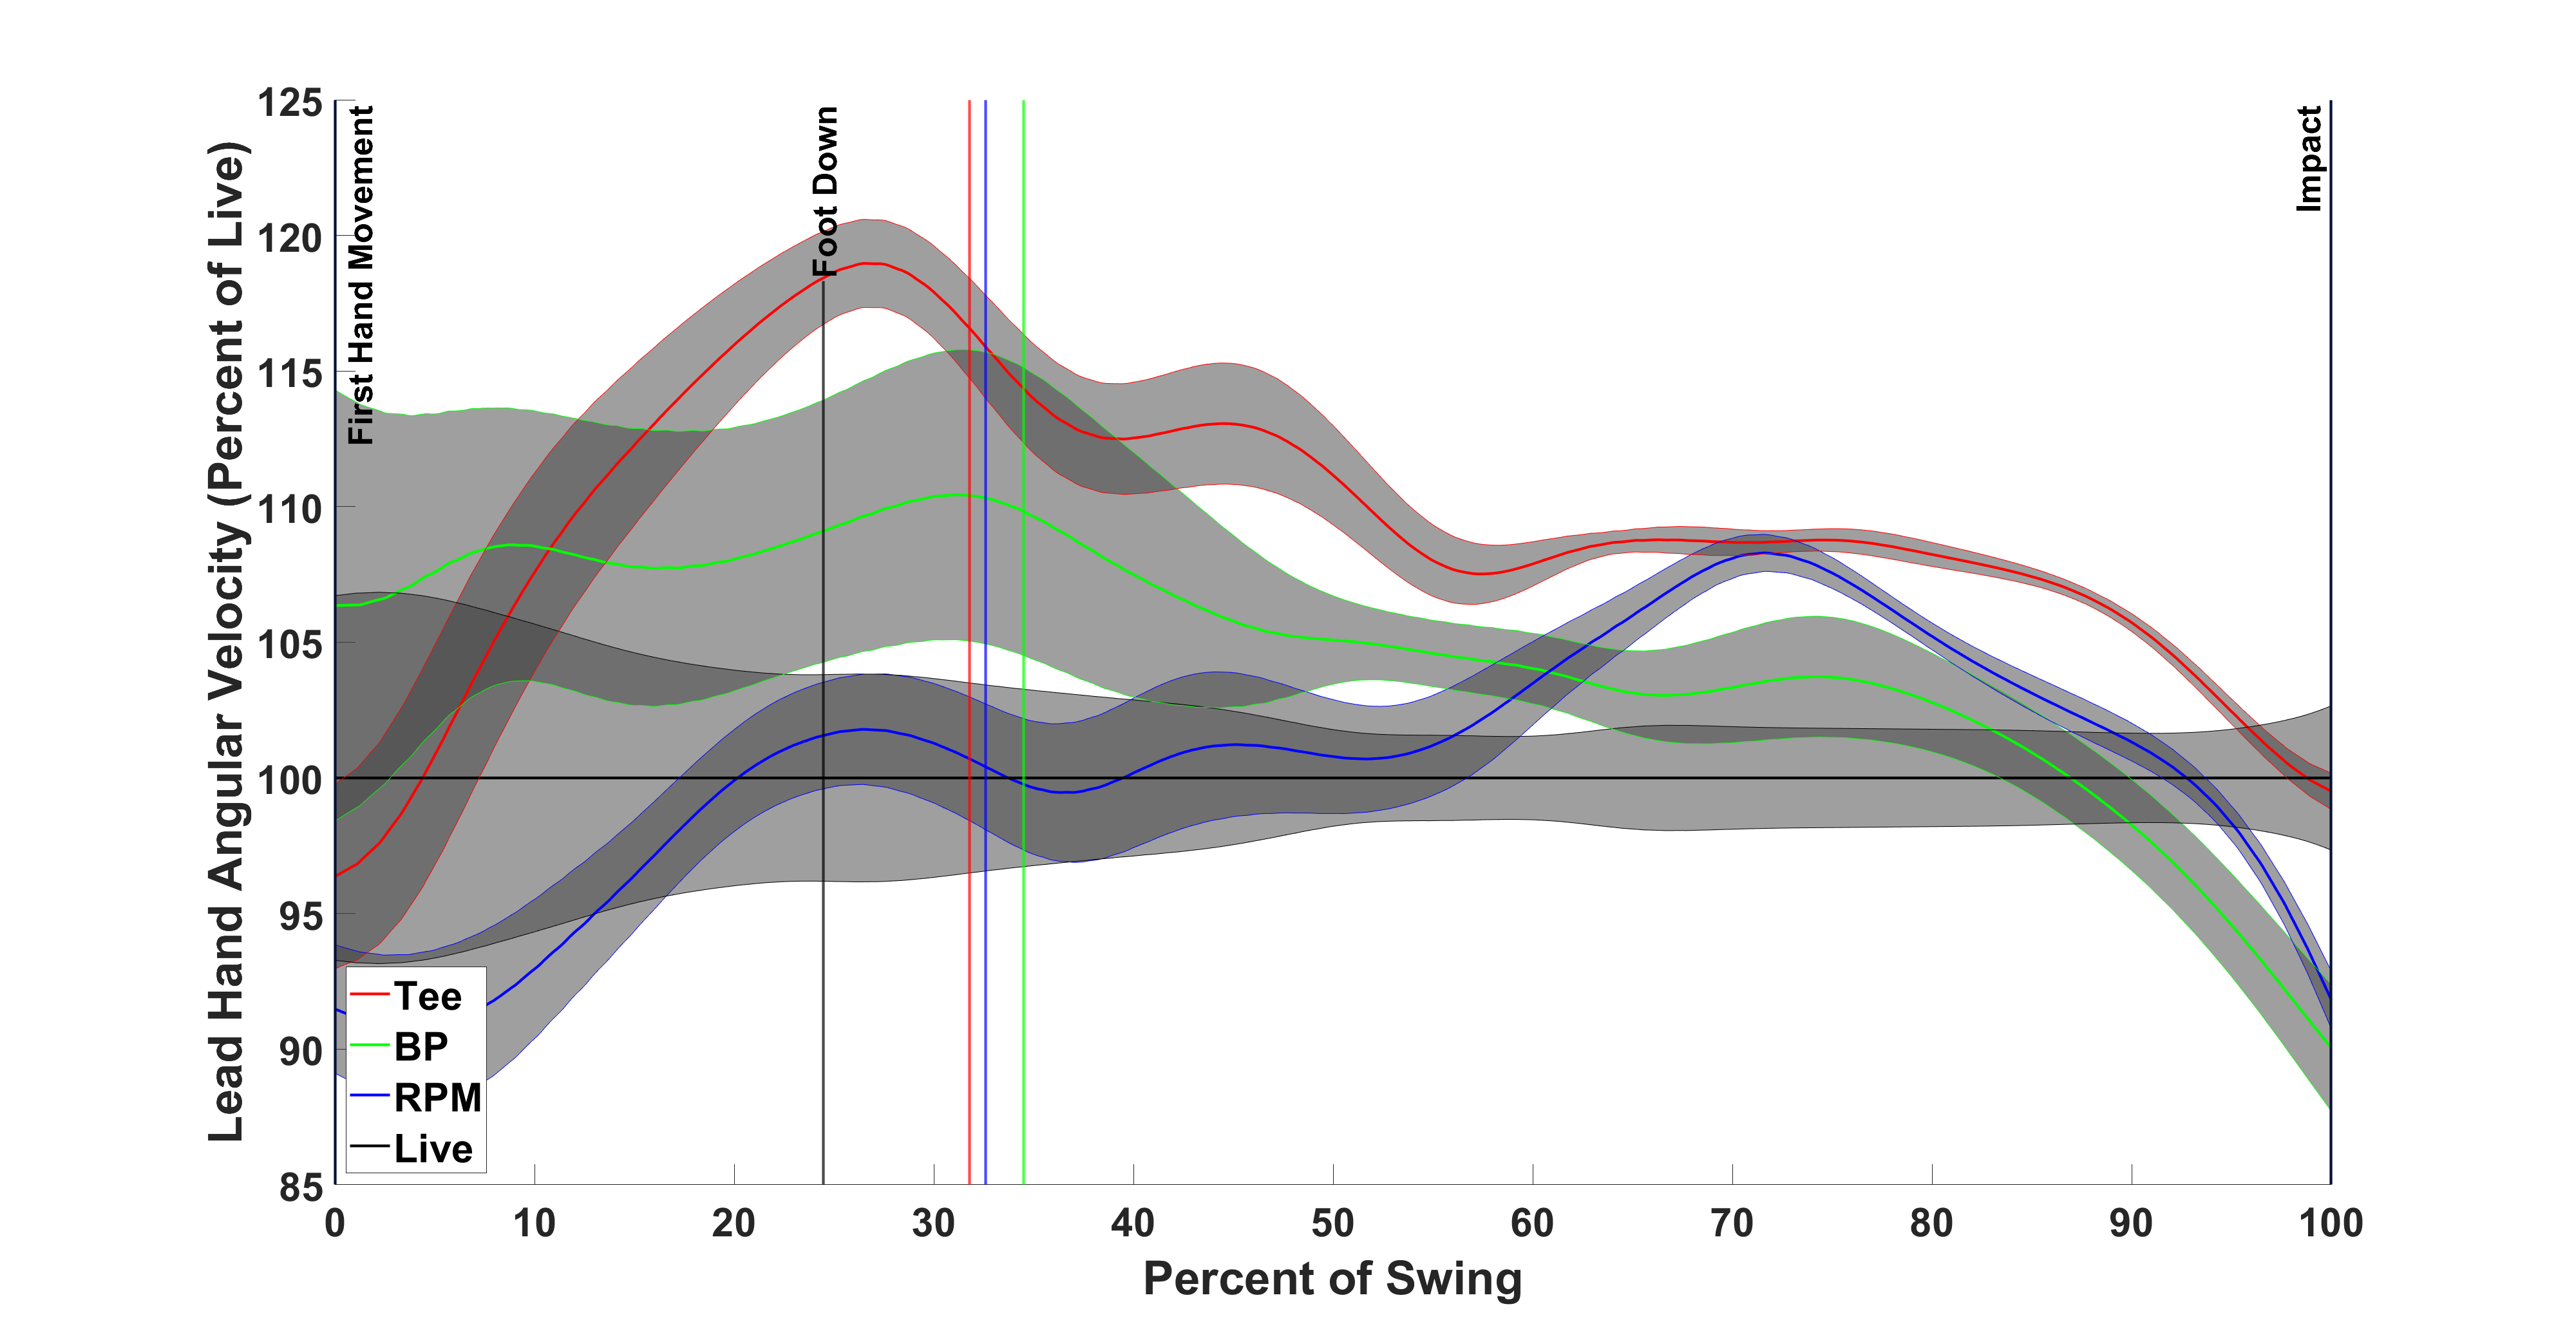 Lead Hand Angular Velocity (Percent of Live)
125
120
115
110
105
100
95
90
85
First Hand Movement
Foot Down
Impact
Tee
BP
RPM
Live
0 10 20 30 40 50 60 70 80 90 100
Percent of Swing